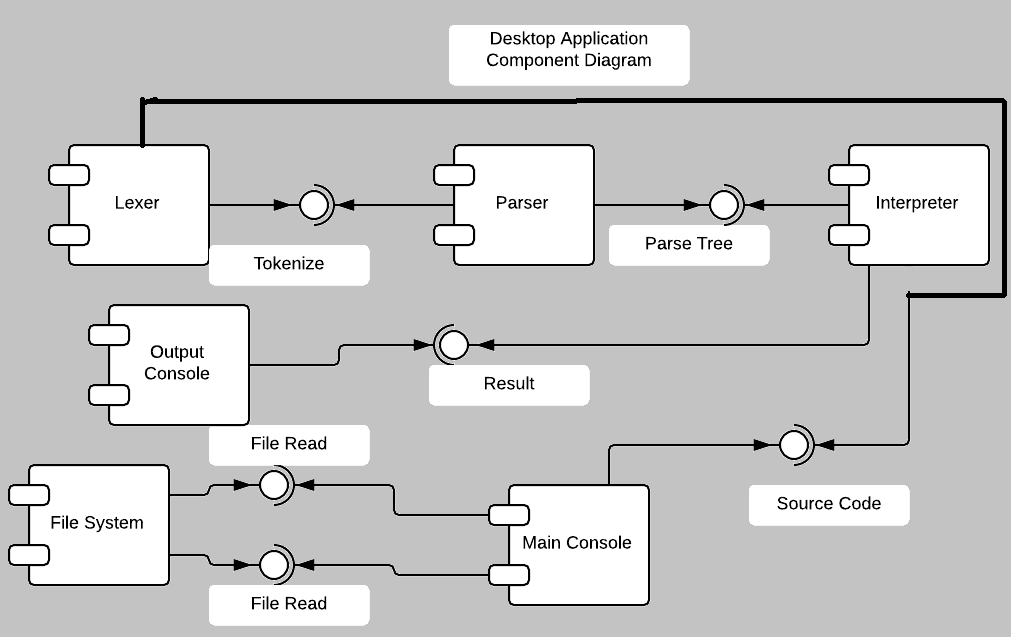 Desktop Application
Component Diagram
Lexer
Parser
Interpreter
Tokenize
Parse Tree
Output
Console
Result
File Read
File System
Main Console
Source Code
File Read